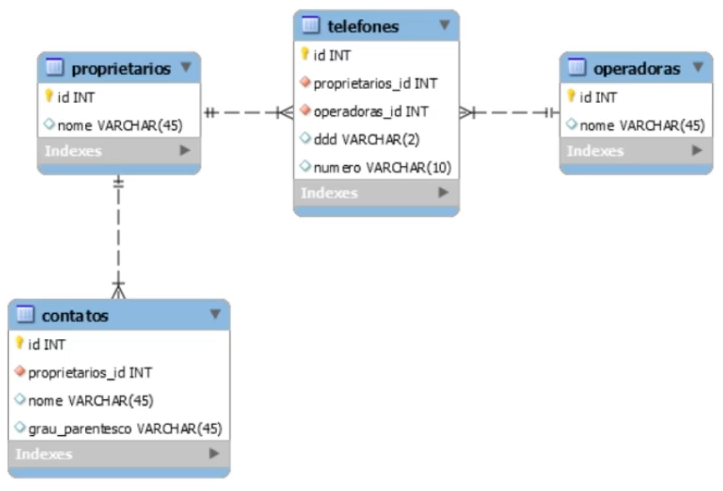 telefones
id INT
proprietarios_id INT
operadoras_id INT
ddd VARCHAR(2)
numero VARCHAR(10)
Indexes
proprietarios
id INT
nome VARCHAR(45)
Indexes
operadoras
id INT
nome VARCHAR(45)
Indexes
contatos
id INT
proprietarios_id INT
nome VARCHAR(45)
grau_parentesco VARCHAR(45)
Indexes